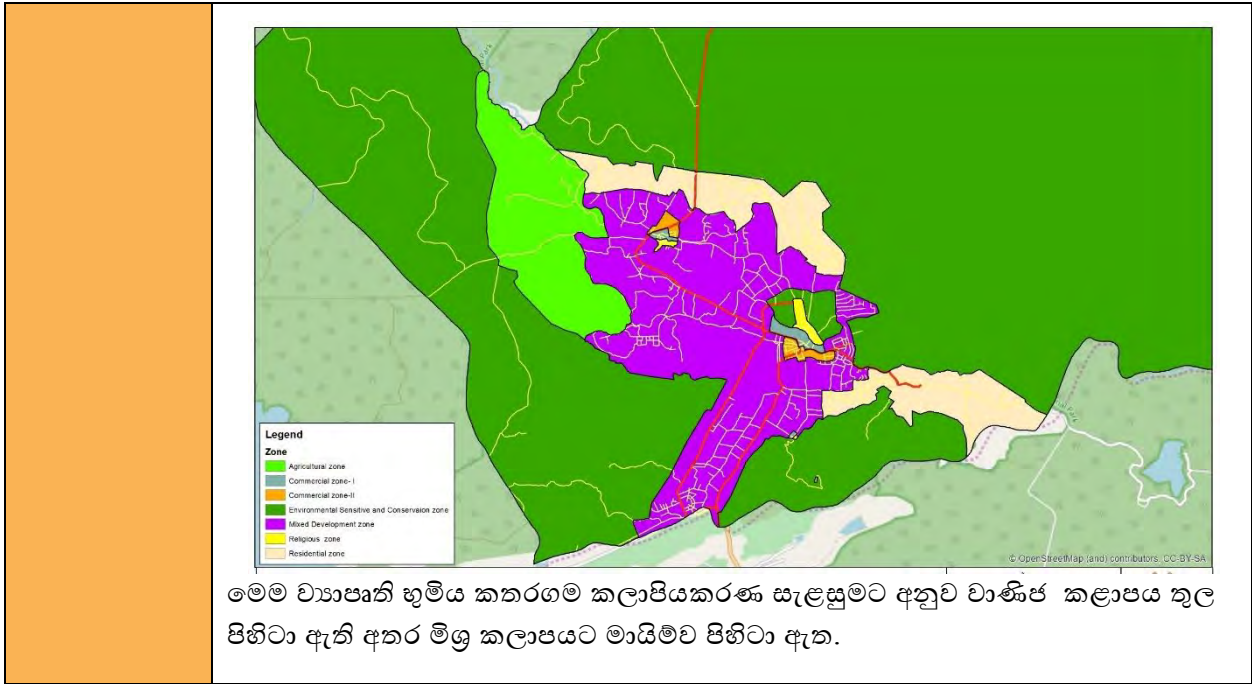 Legend
Zone
Agricultural zone
Commercial zone- I
Commercial zone-II
Environmental Sensitive and Conservaion zone
Mixed Development zone
Religious zone
Residential zone
© OpenStreetMap (and) contributors, CC-BY-SA
මෙම ව්‍යාපෘති භුමිය කතරගම කලාපියකරණ සැළසුමට අනුව වාණිජ කළාපය තුල
පිහිටා ඇති අතර මිශ්‍ර කලාපයට මායිම්ව පිහිටා ඇත.